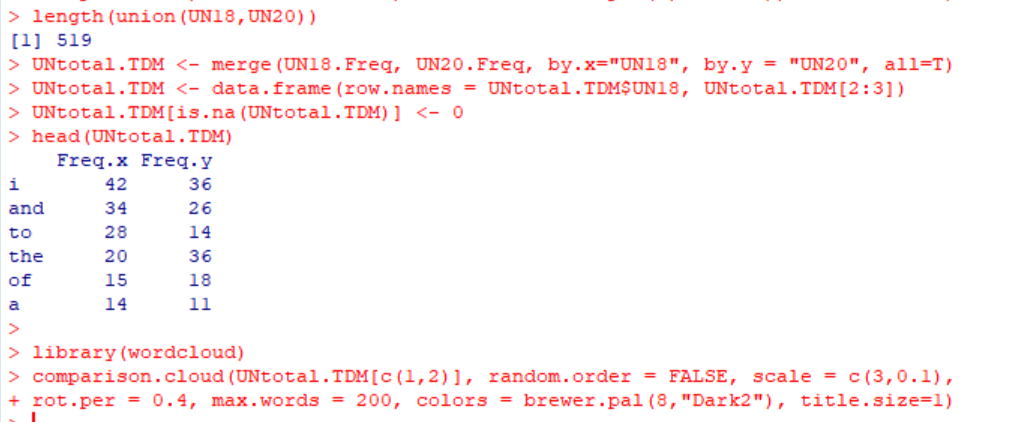 > length(union(UN18,UN20))
[1] 519
> UNtotal.TDM <- merge(UN18.Freq, UN20.Freq, by.x="UN18", by.y = "UN20", all=T)
> UNtotal.TDM <- data.frame(row.names = UNtotal.TDM$UN18, UNtotal.TDM[2:3])
> UNtotal.TDM[is.na(UNtotal.TDM)] <- 0
> head(UNtotal.TDM)
    Freq.x Freq.y
i       42     36
and     34     26
to      28     14
the     20     36
of      15     18
a       14     11
>
> library(wordcloud)
> comparison.cloud(UNtotal.TDM[c(1,2)], random.order = FALSE, scale = c(3,0.1),
+ rot.per = 0.4, max.words = 200, colors = brewer.pal(8,"Dark2"), title.size=1)